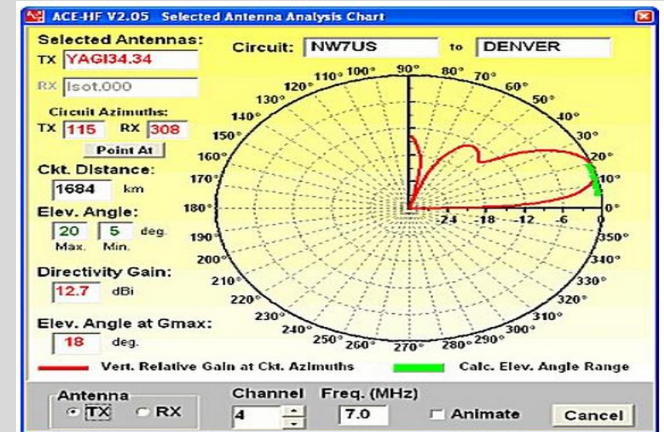 ACE-HF V2.05 Selected Antenna Analysis Chart
Selected Antennas:
TX YAGI34.34
RX Isot.000
Circuit: NW7US to DENVER
Circuit Azimuths:
TX 115 RX 308
Point At
Ckt. Distance:
1684 km
Elev. Angle:
20 5 deg.
Max. Min.
Directivity Gain:
12.7 dBi
Elev. Angle at Gmax:
18 deg.
90°
80°
70°
60°
50°
40°
30°
20°
10°
0°
350°
340°
330°
320°
310°
300°
290°
280°
270°
260°
250°
240°
230°
220°
210°
200°
190°
180°
170°
160°
150°
140°
130°
120°
110°
100°
-24 -18 -12 -6 0
Vert. Relative Gain at Ckt. Azimuths
Calc. Elev. Angle Range
Antenna
TX RX
Channel
4
Freq. (MHz)
7.0
Animate
Cancel